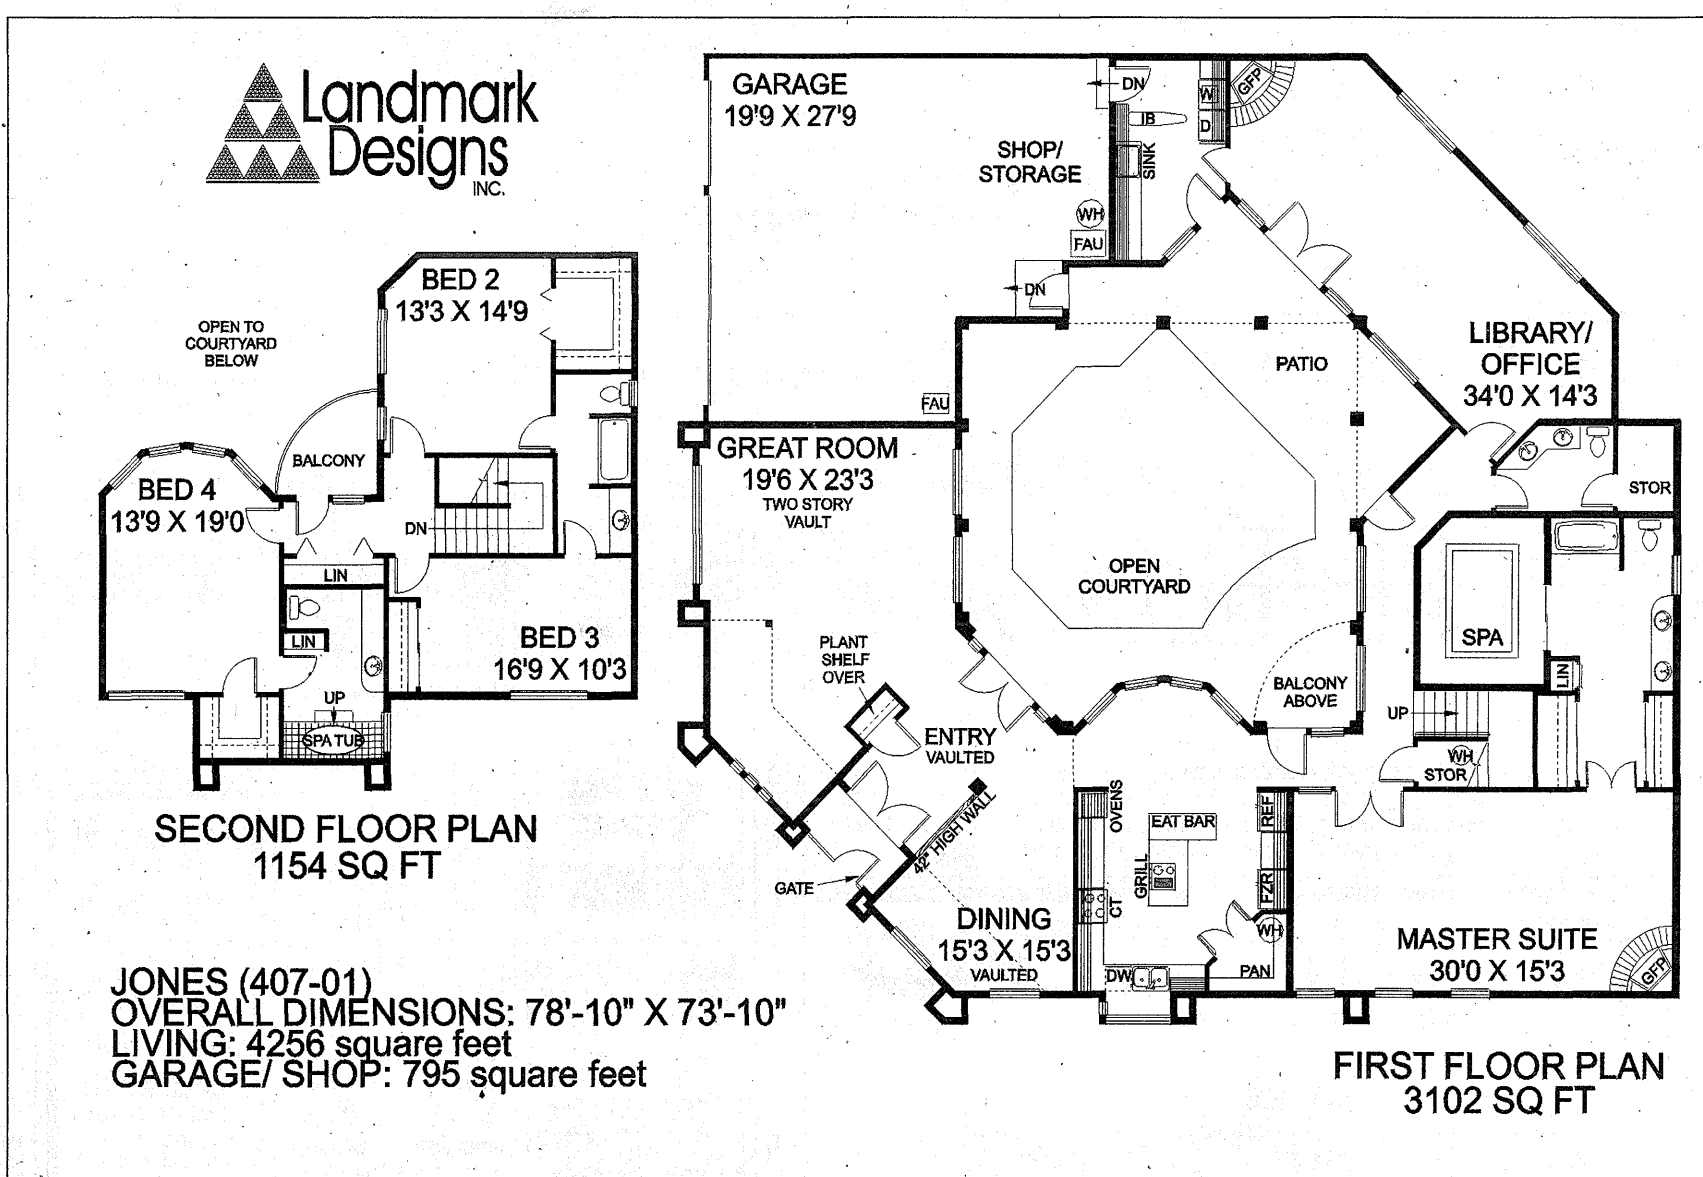 Landmark
Designs
INC.
OPEN TO
COURTYARD
BELOW
BED 2
13'3 X 14'9
BALCONY
BED 4
13'9 X 19'0
DN
LIN
LIN
BED 3
16'9 X 10'3
UP
SPA TUB
SECOND FLOOR PLAN
1154 SQ FT
JONES (407-01)
OVERALL DIMENSIONS: 78'-10" X 73'-10"
LIVING: 4256 square feet
GARAGE/ SHOP: 795 square feet
GARAGE
19'9 X 27'9
SHOP/
STORAGE
WH
FAU
DN
DN
IB
SINK
W
D
GFP
FAU
PATIO
LIBRARY/
OFFICE
34'0 X 14'3
GREAT ROOM
19'6 X 23'3
TWO STORY
VAULT
OPEN
COURTYARD
STOR
SPA
LIN
PLANT
SHELF
OVER
BALCONY
ABOVE
UP
WH
STOR
ENTRY
VAULTED
42" HIGH WALL
GATE
OVENS
EAT BAR
REF
GRILL
CT
FZR
DINING
15'3 X 15'3
VAULTED
DW
WH
PAN
MASTER SUITE
30'0 X 15'3
GFP
FIRST FLOOR PLAN
3102 SQ FT